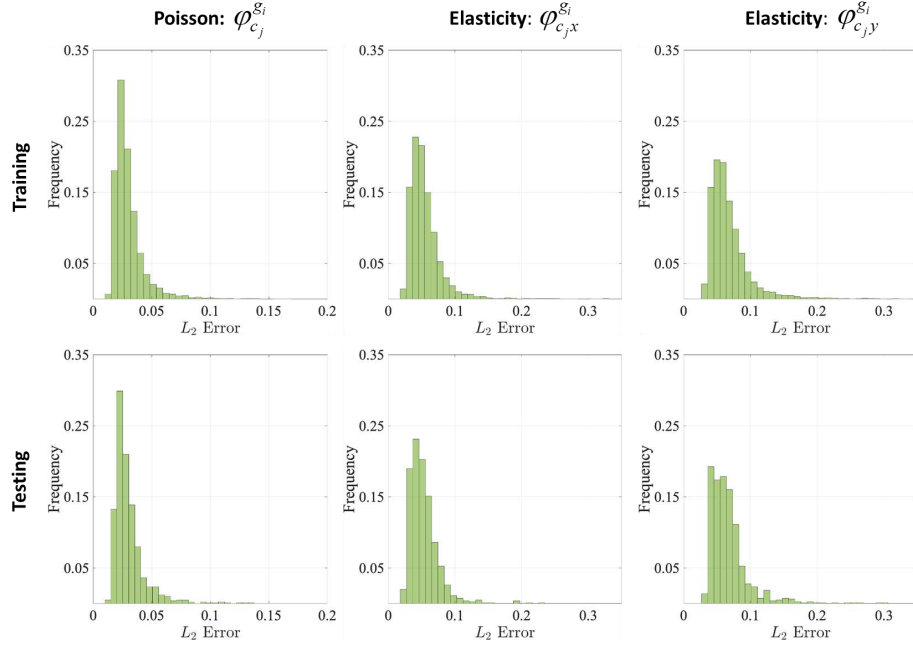 Poisson: φ_{c_j}^{g_i}
Elasticity: φ_{c_j x}^{g_i}
Elasticity: φ_{c_j y}^{g_i}
Training
Frequency
0.35
0.25
0.15
0.05
0 0.05 0.1 0.15 0.2
L₂ Error
Frequency
0.35
0.25
0.15
0.05
0 0.1 0.2 0.3
L₂ Error
Frequency
0.35
0.25
0.15
0.05
0 0.1 0.2 0.3
L₂ Error
Testing
Frequency
0.35
0.25
0.15
0.05
0 0.05 0.1 0.15 0.2
L₂ Error
Frequency
0.35
0.25
0.15
0.05
0 0.1 0.2 0.3
L₂ Error
Frequency
0.35
0.25
0.15
0.05
0 0.1 0.2 0.3
L₂ Error